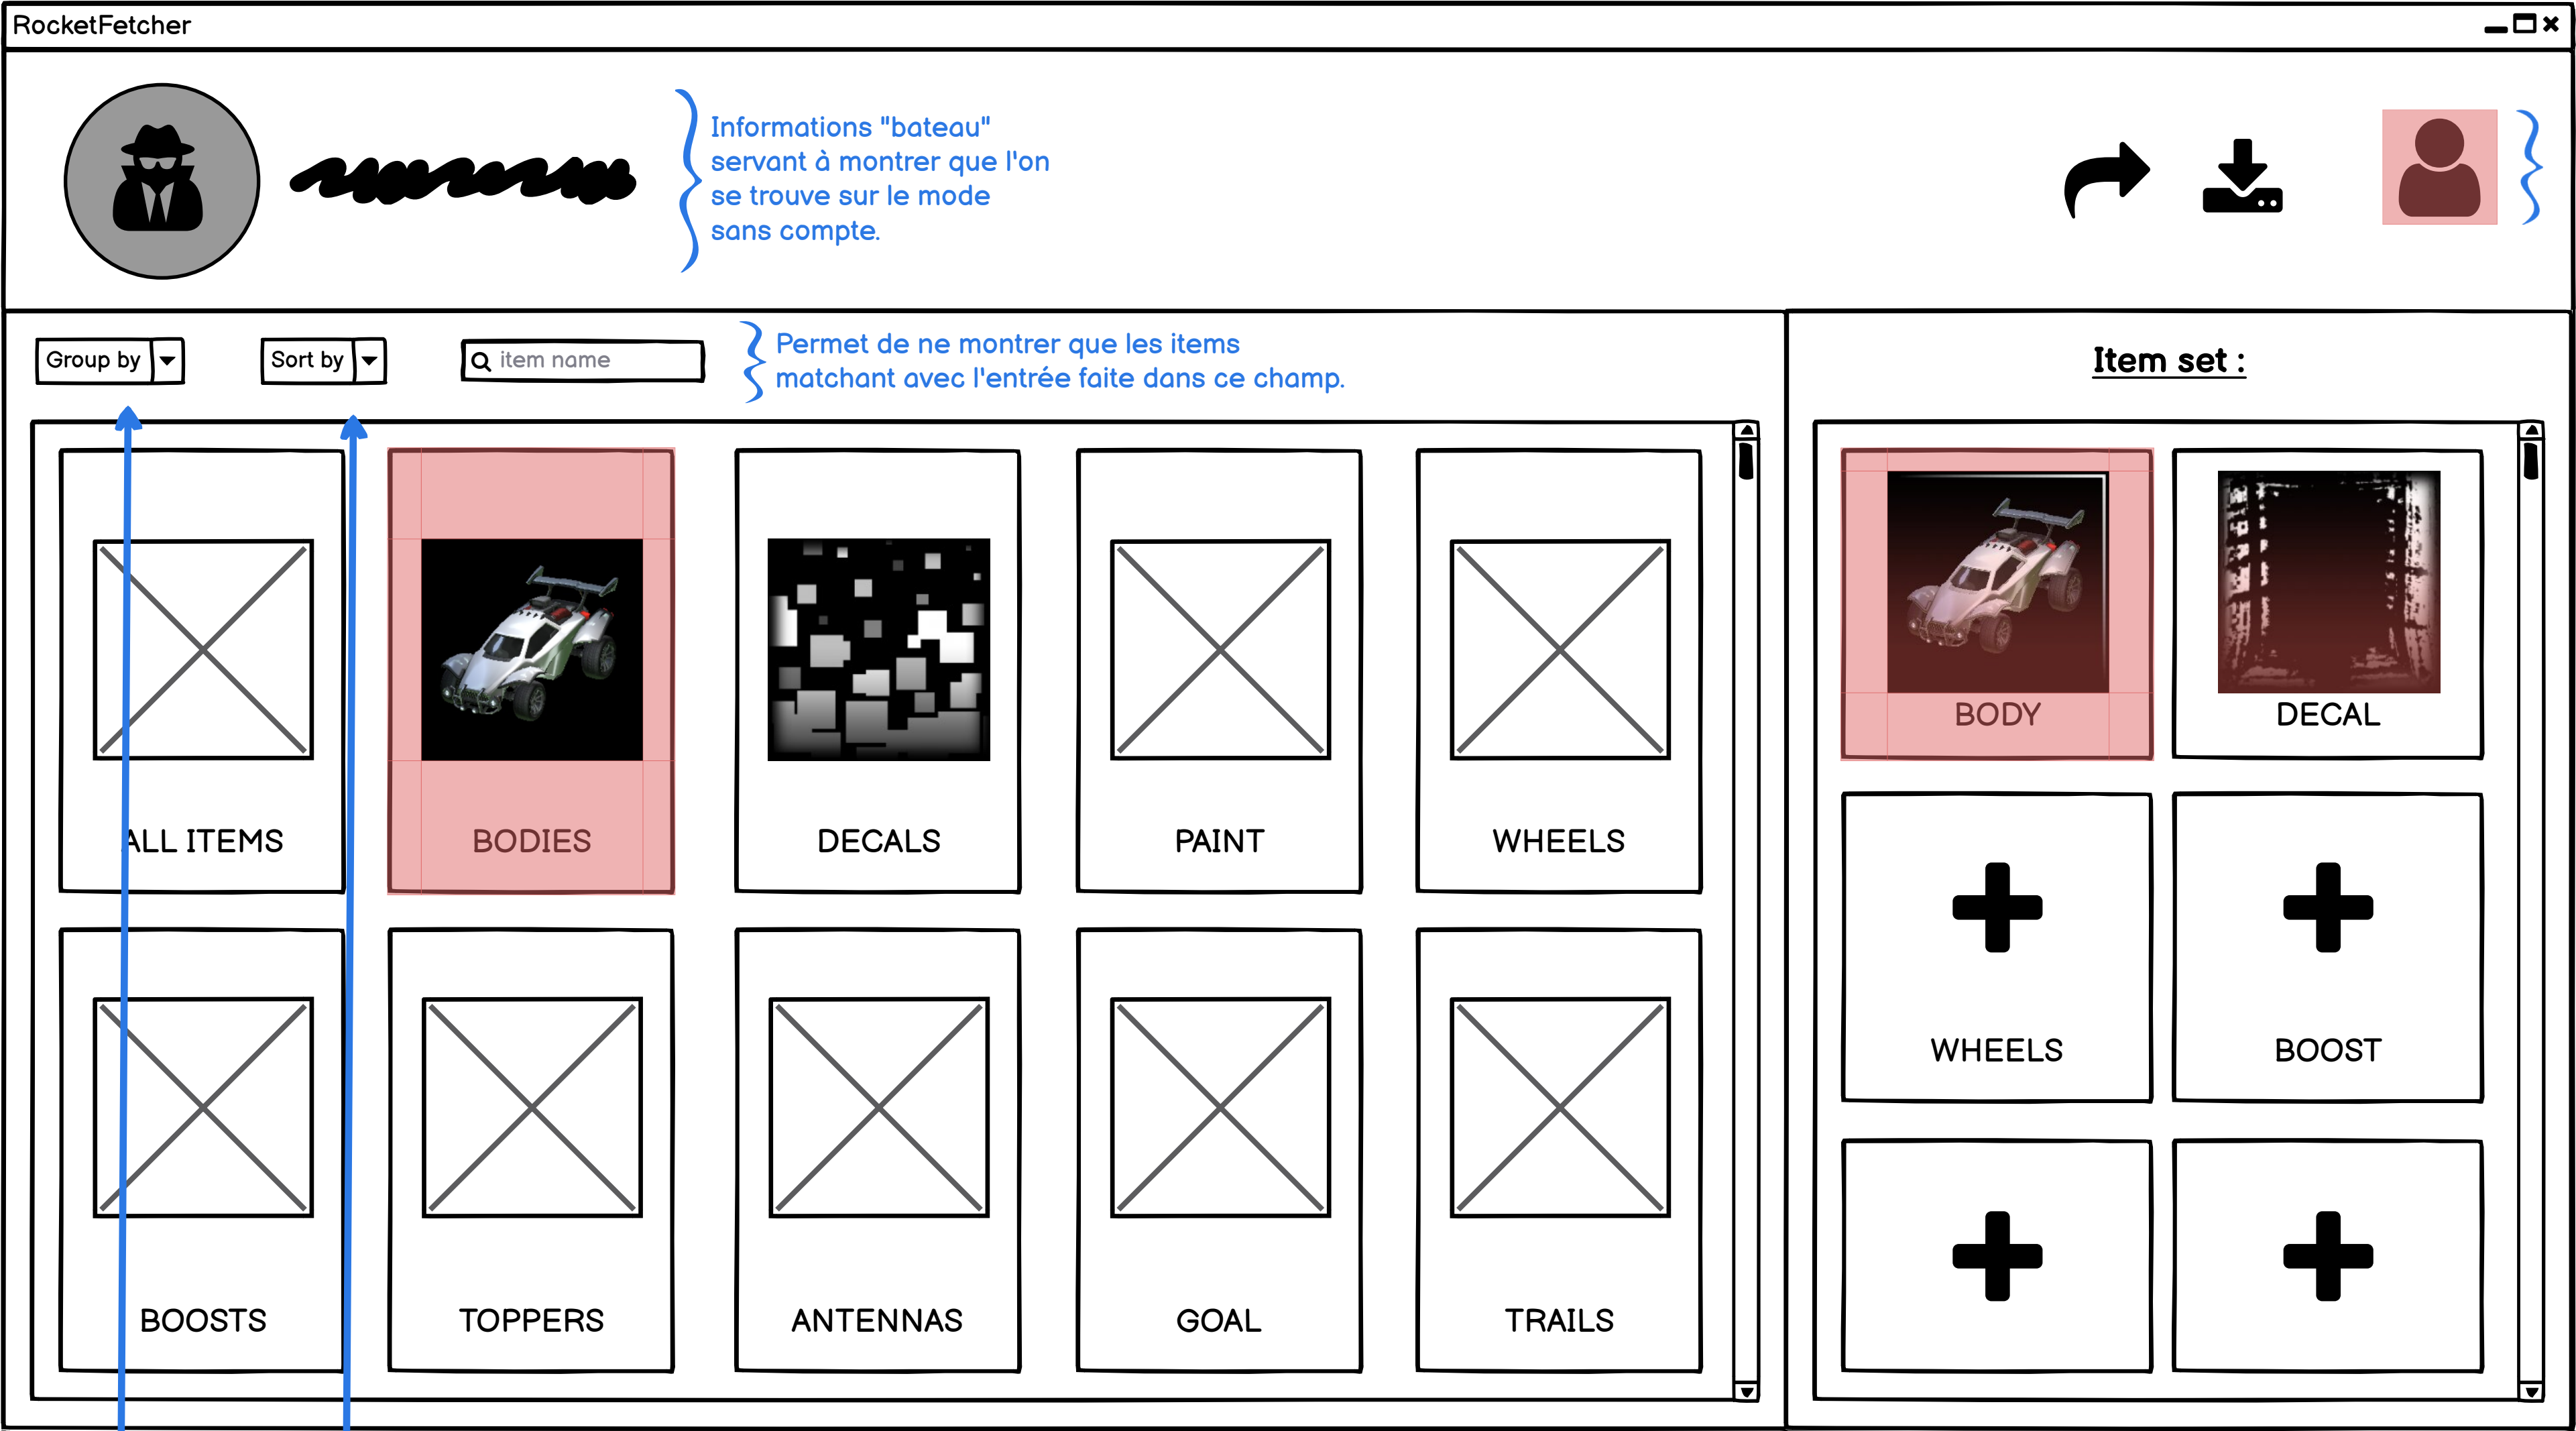 RocketFetcher
Informations "bateau"
servant à montrer que l'on
se trouve sur le mode
sans compte.
Group by
Sort by
item name
Permet de ne montrer que les items
matchant avec l'entrée faite dans ce champ.
Item set :
ALL ITEMS
BODIES
DECALS
PAINT
WHEELS
BOOSTS
TOPPERS
ANTENNAS
GOAL
TRAILS
BODY
DECAL
WHEELS
BOOST